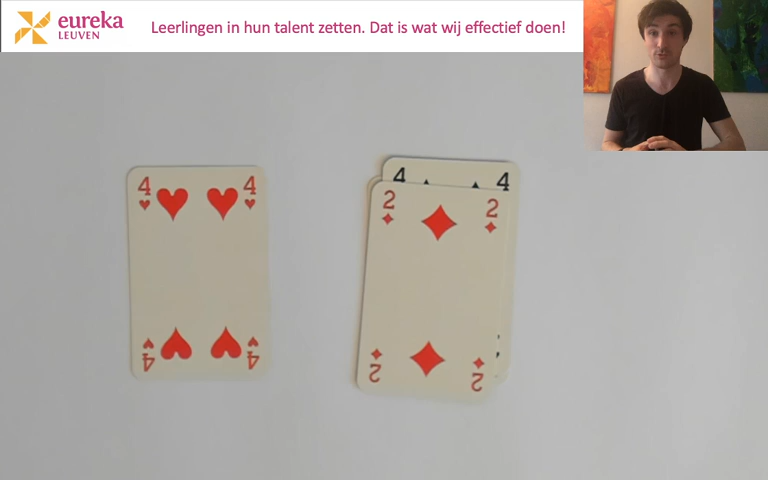 eureka
LEUVEN
Leerlingen in hun talent zetten. Dat is wat wij effectief doen!
4 4
4 4
4 4
2 2
2 2